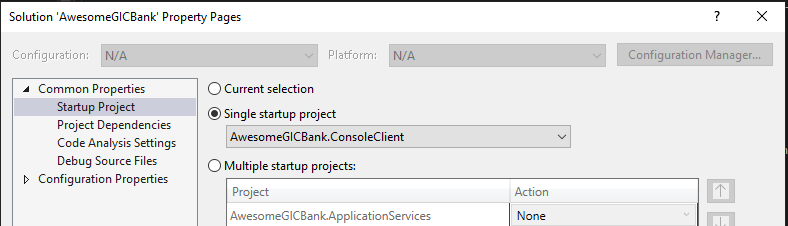 Solution 'AwesomeGICBank' Property Pages
? ×
Configuration: N/A Platform: N/A Configuration Manager...
Common Properties
Startup Project
Project Dependencies
Code Analysis Settings
Debug Source Files
Configuration Properties
Current selection
Single startup project
AwesomeGICBank.ConsoleClient
Multiple startup projects:
Project Action
AwesomeGICBank.ApplicationServices None